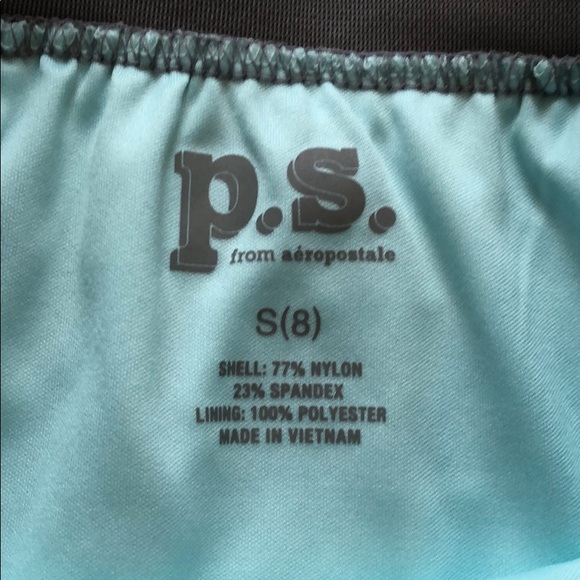 p.s.
from aéropostale
S(8)
SHELL: 77% NYLON
23% SPANDEX
LINING: 100% POLYESTER
MADE IN VIETNAM